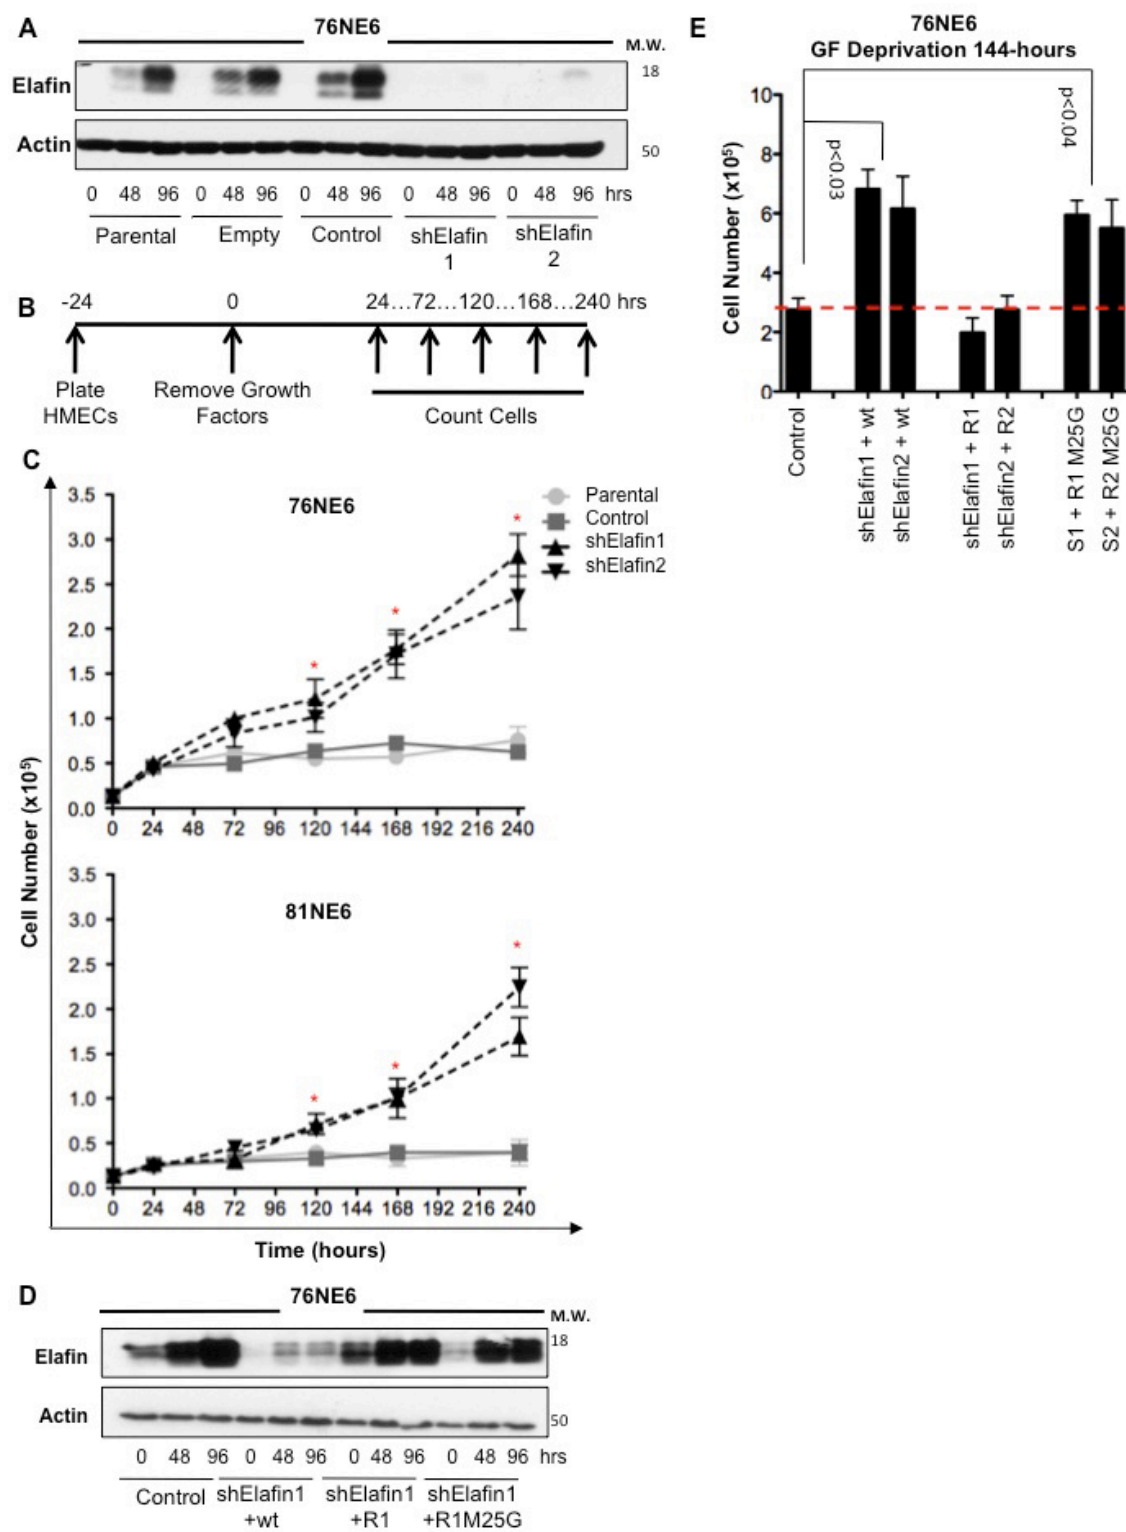 A
76NE6
M.W.
Elafin
18
Actin
50
0 48 96 0 48 96 0 48 96 0 48 96 0 48 96 hrs
Parental Empty Control shElafin 1 shElafin 2
B
-24 0 24...72...120...168...240 hrs
Plate HMECs
Remove Growth Factors
Count Cells
C
76NE6
Parental
Control
shElafin1
shElafin2
3.5
3.0
2.5
2.0
1.5
1.0
0.5
0.0
0 24 48 72 96 120 144 168 192 216 240
* * *
Cell Number (x10⁵)
81NE6
3.5
3.0
2.5
2.0
1.5
1.0
0.5
0.0
0 24 48 72 96 120 144 168 192 216 240
* * *
Time (hours)
D
76NE6
M.W.
Elafin
18
Actin
50
0 48 96 0 48 96 0 48 96 0 48 96 hrs
Control shElafin1 shElafin1 shElafin1
+wt +R1 +R1M25G
E
76NE6
GF Deprivation 144-hours
Cell Number (x10⁵)
10
8
6
4
2
0
p<0.03
p<0.04
Control
shElafin1 + wt
shElafin2 + wt
shElafin1 + R1
shElafin2 + R2
S1 + R1 M25G
S2 + R2 M25G